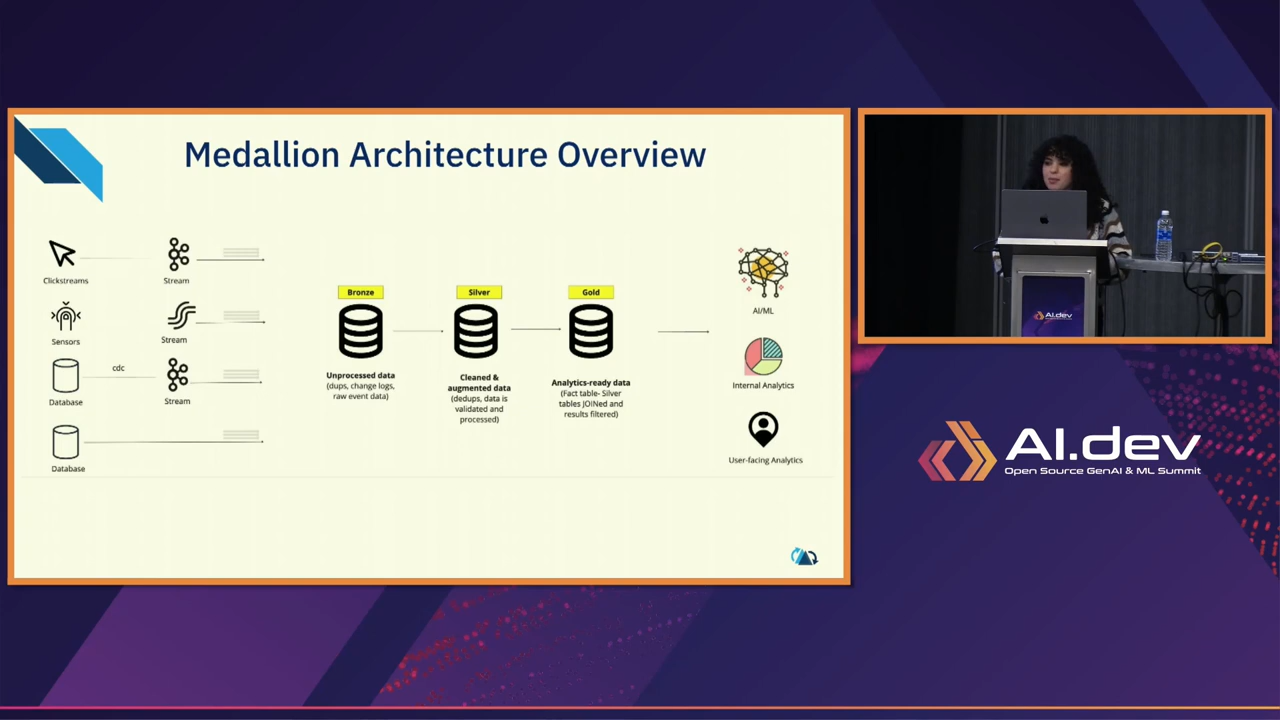 Medallion Architecture Overview
Clickstreams
Stream
Sensors
Stream
cdc
Database
Stream
Database
Bronze
Unprocessed data
(dups, change logs,
raw event data)
Silver
Cleaned &
augmented data
(dedups, data is
validated and
processed)
Gold
Analytics-ready data
(Fact table- Silver
tables JOINed and
results filtered)
AI/ML
Internal Analytics
User-facing Analytics
AI.dev
AI.dev
Open Source GenAI & ML Summit